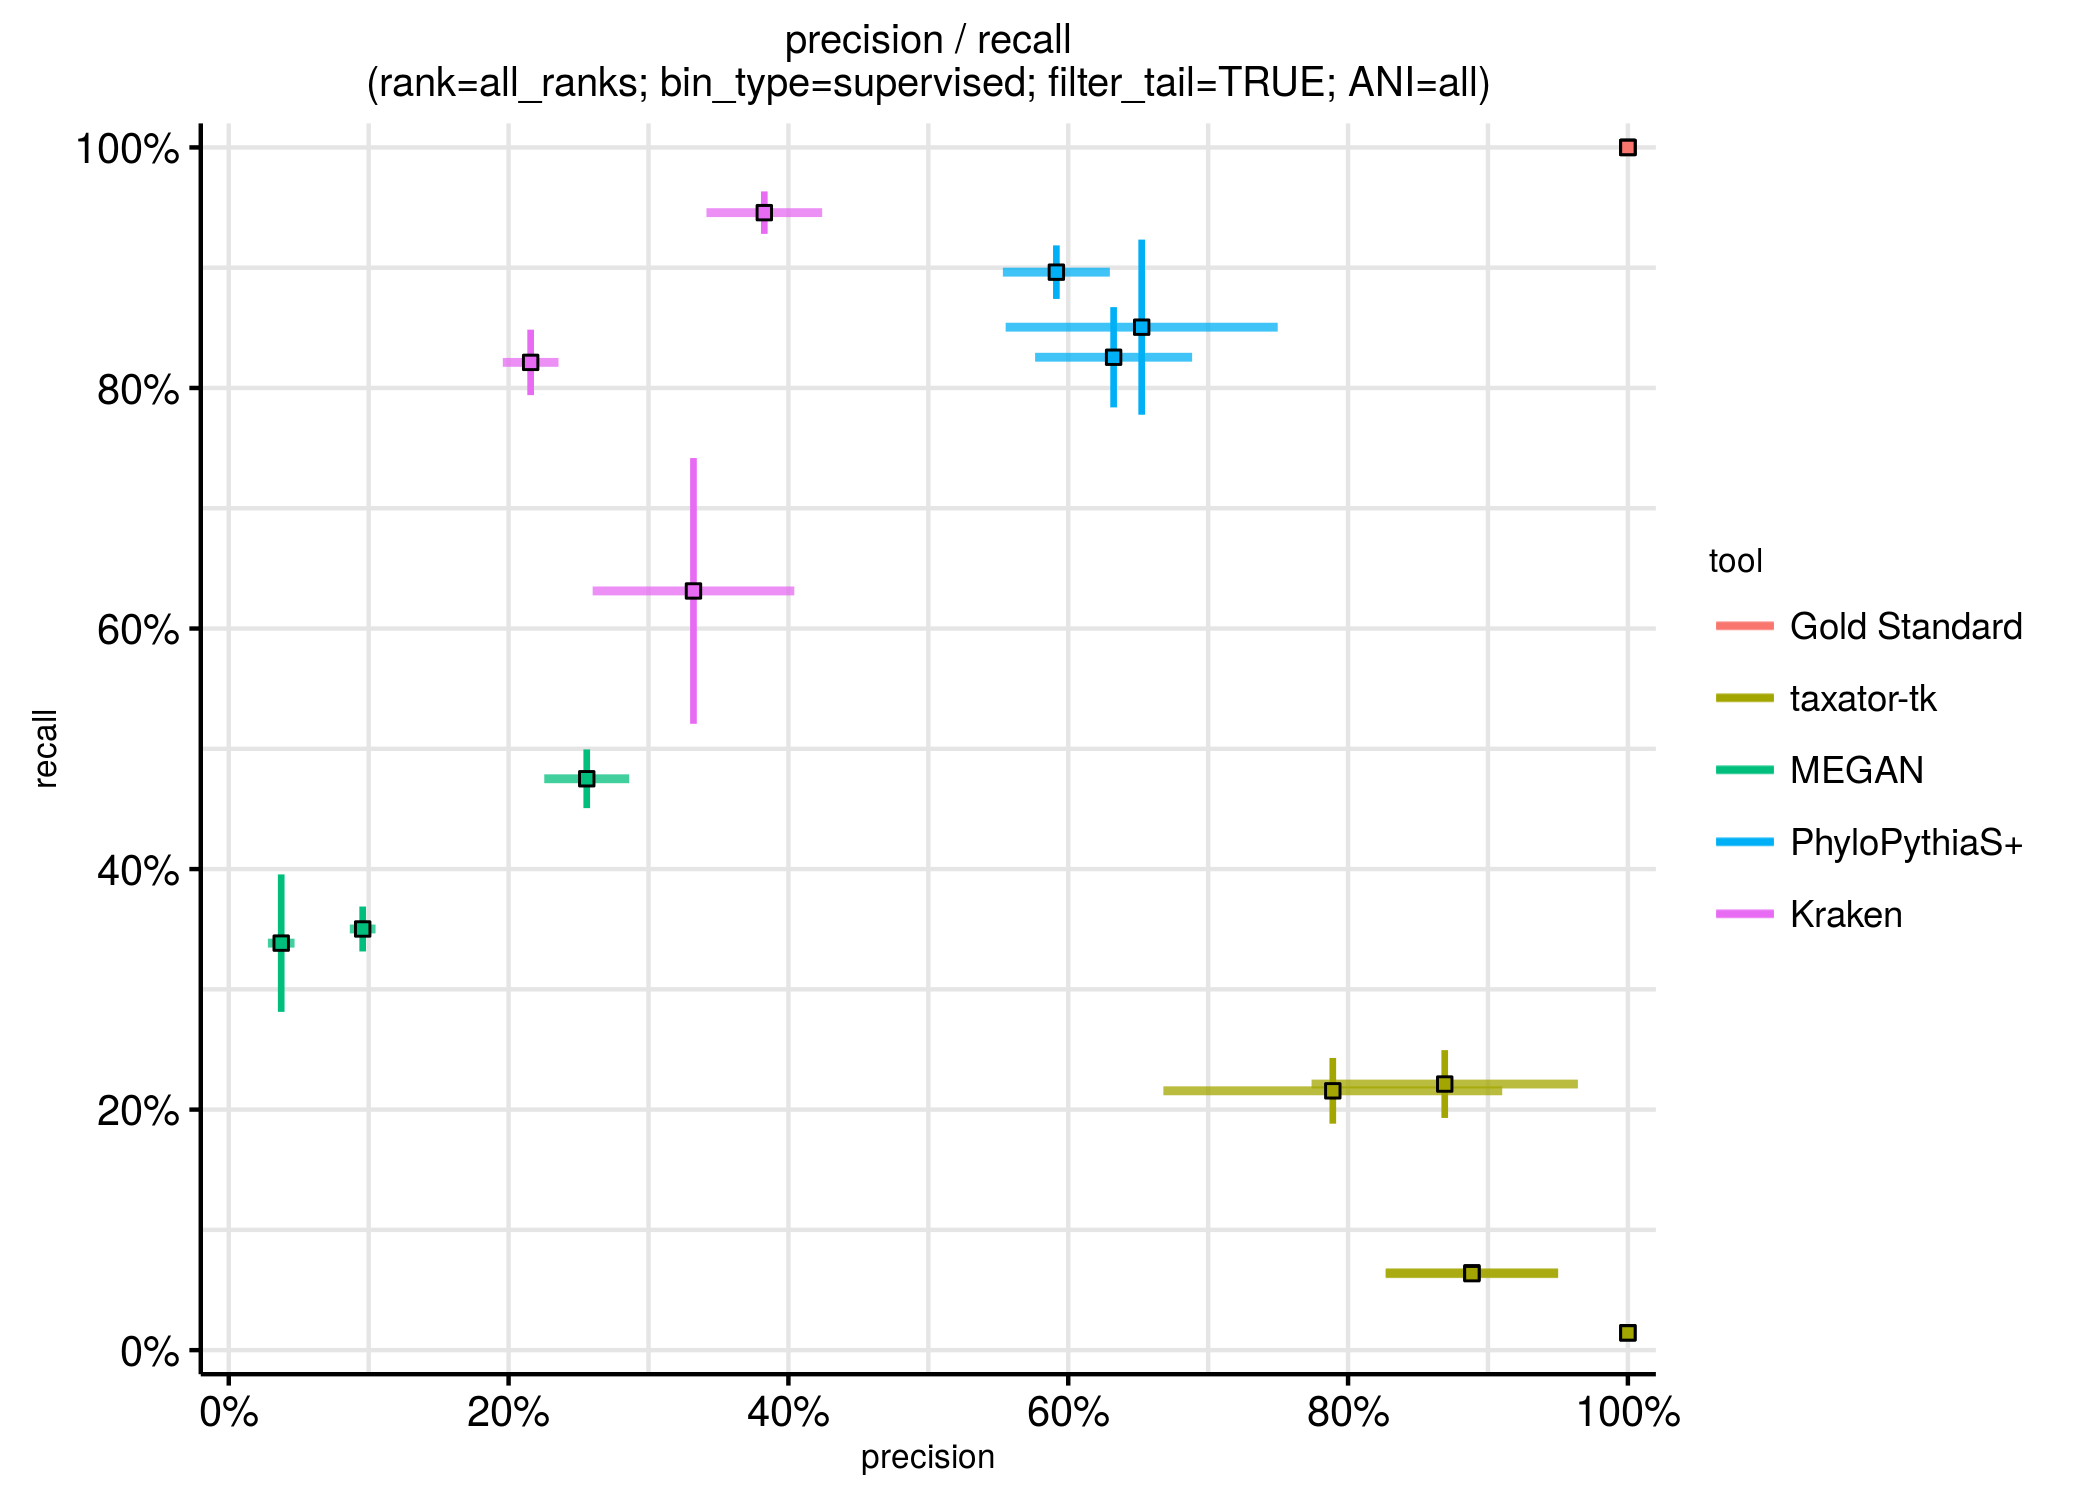 precision / recall
(rank=all_ranks; bin_type=supervised; filter_tail=TRUE; ANI=all)
100%
80%
60%
40%
20%
0%
recall
0%
20%
40%
60%
80%
100%
precision
tool
Gold Standard
taxator-tk
MEGAN
PhyloPythiaS+
Kraken